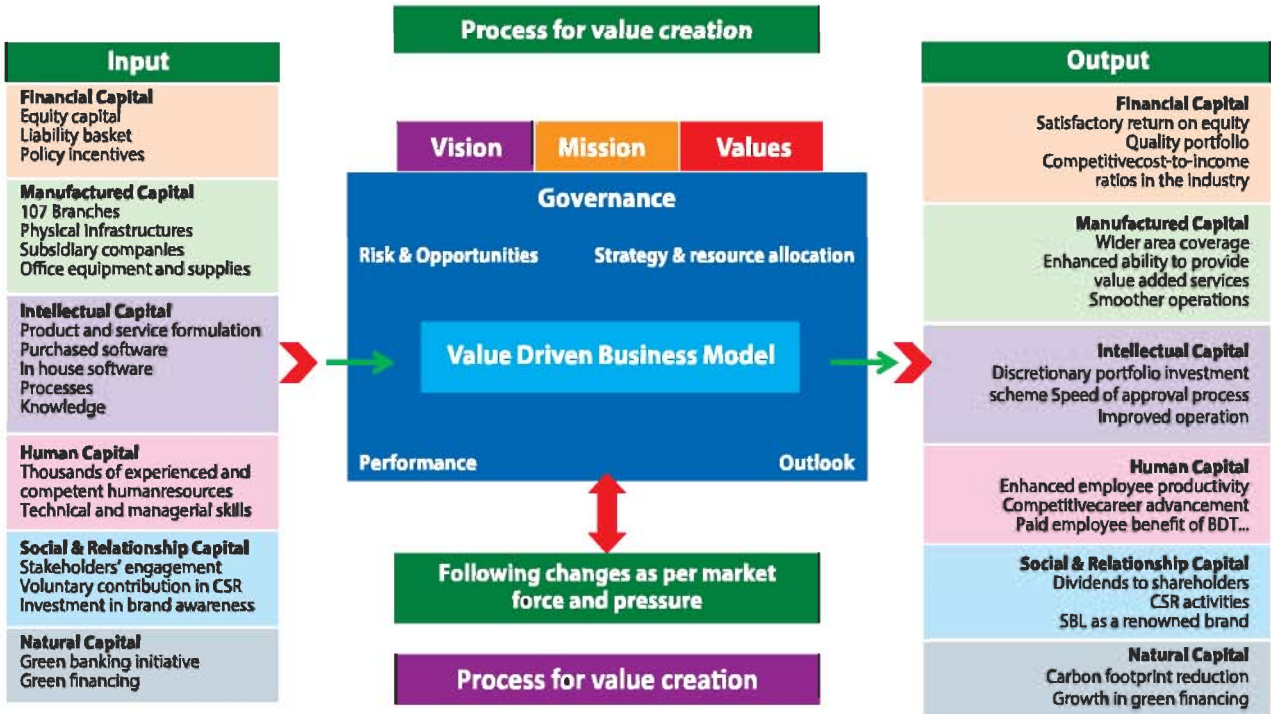 Process for value creation
Input
Financial Capital
Equity capital
Liability basket
Policy incentives
Manufactured Capital
107 Branches
Physical infrastructures
Subsidiary companies
Office equipment and supplies
Intellectual Capital
Product and service formulation
Purchased software
In house software
Processes
Knowledge
Human Capital
Thousands of experienced and
competent humanresources
Technical and managerial skills
Social & Relationship Capital
Stakeholders' engagement
Voluntary contribution in CSR
Investment in brand awareness
Natural Capital
Green banking initiative
Green financing
Vision
Mission
Values
Governance
Risk & Opportunities
Strategy & resource allocation
Value Driven Business Model
Performance
Outlook
Following changes as per market
force and pressure
Process for value creation
Output
Financial Capital
Satisfactory return on equity
Quality portfolio
Competitivecost-to-income
ratios in the industry
Manufactured Capital
Wider area coverage
Enhanced ability to provide
value added services
Smoother operations
Intellectual Capital
Discretionary portfolio investment
scheme Speed of approval process
Improved operation
Human Capital
Enhanced employee productivity
Competitivecareer advancement
Paid employee benefit of BDT...
Social & Relationship Capital
Dividends to shareholders
CSR activities
SBL as a renowned brand
Natural Capital
Carbon footprint reduction
Growth in green financing